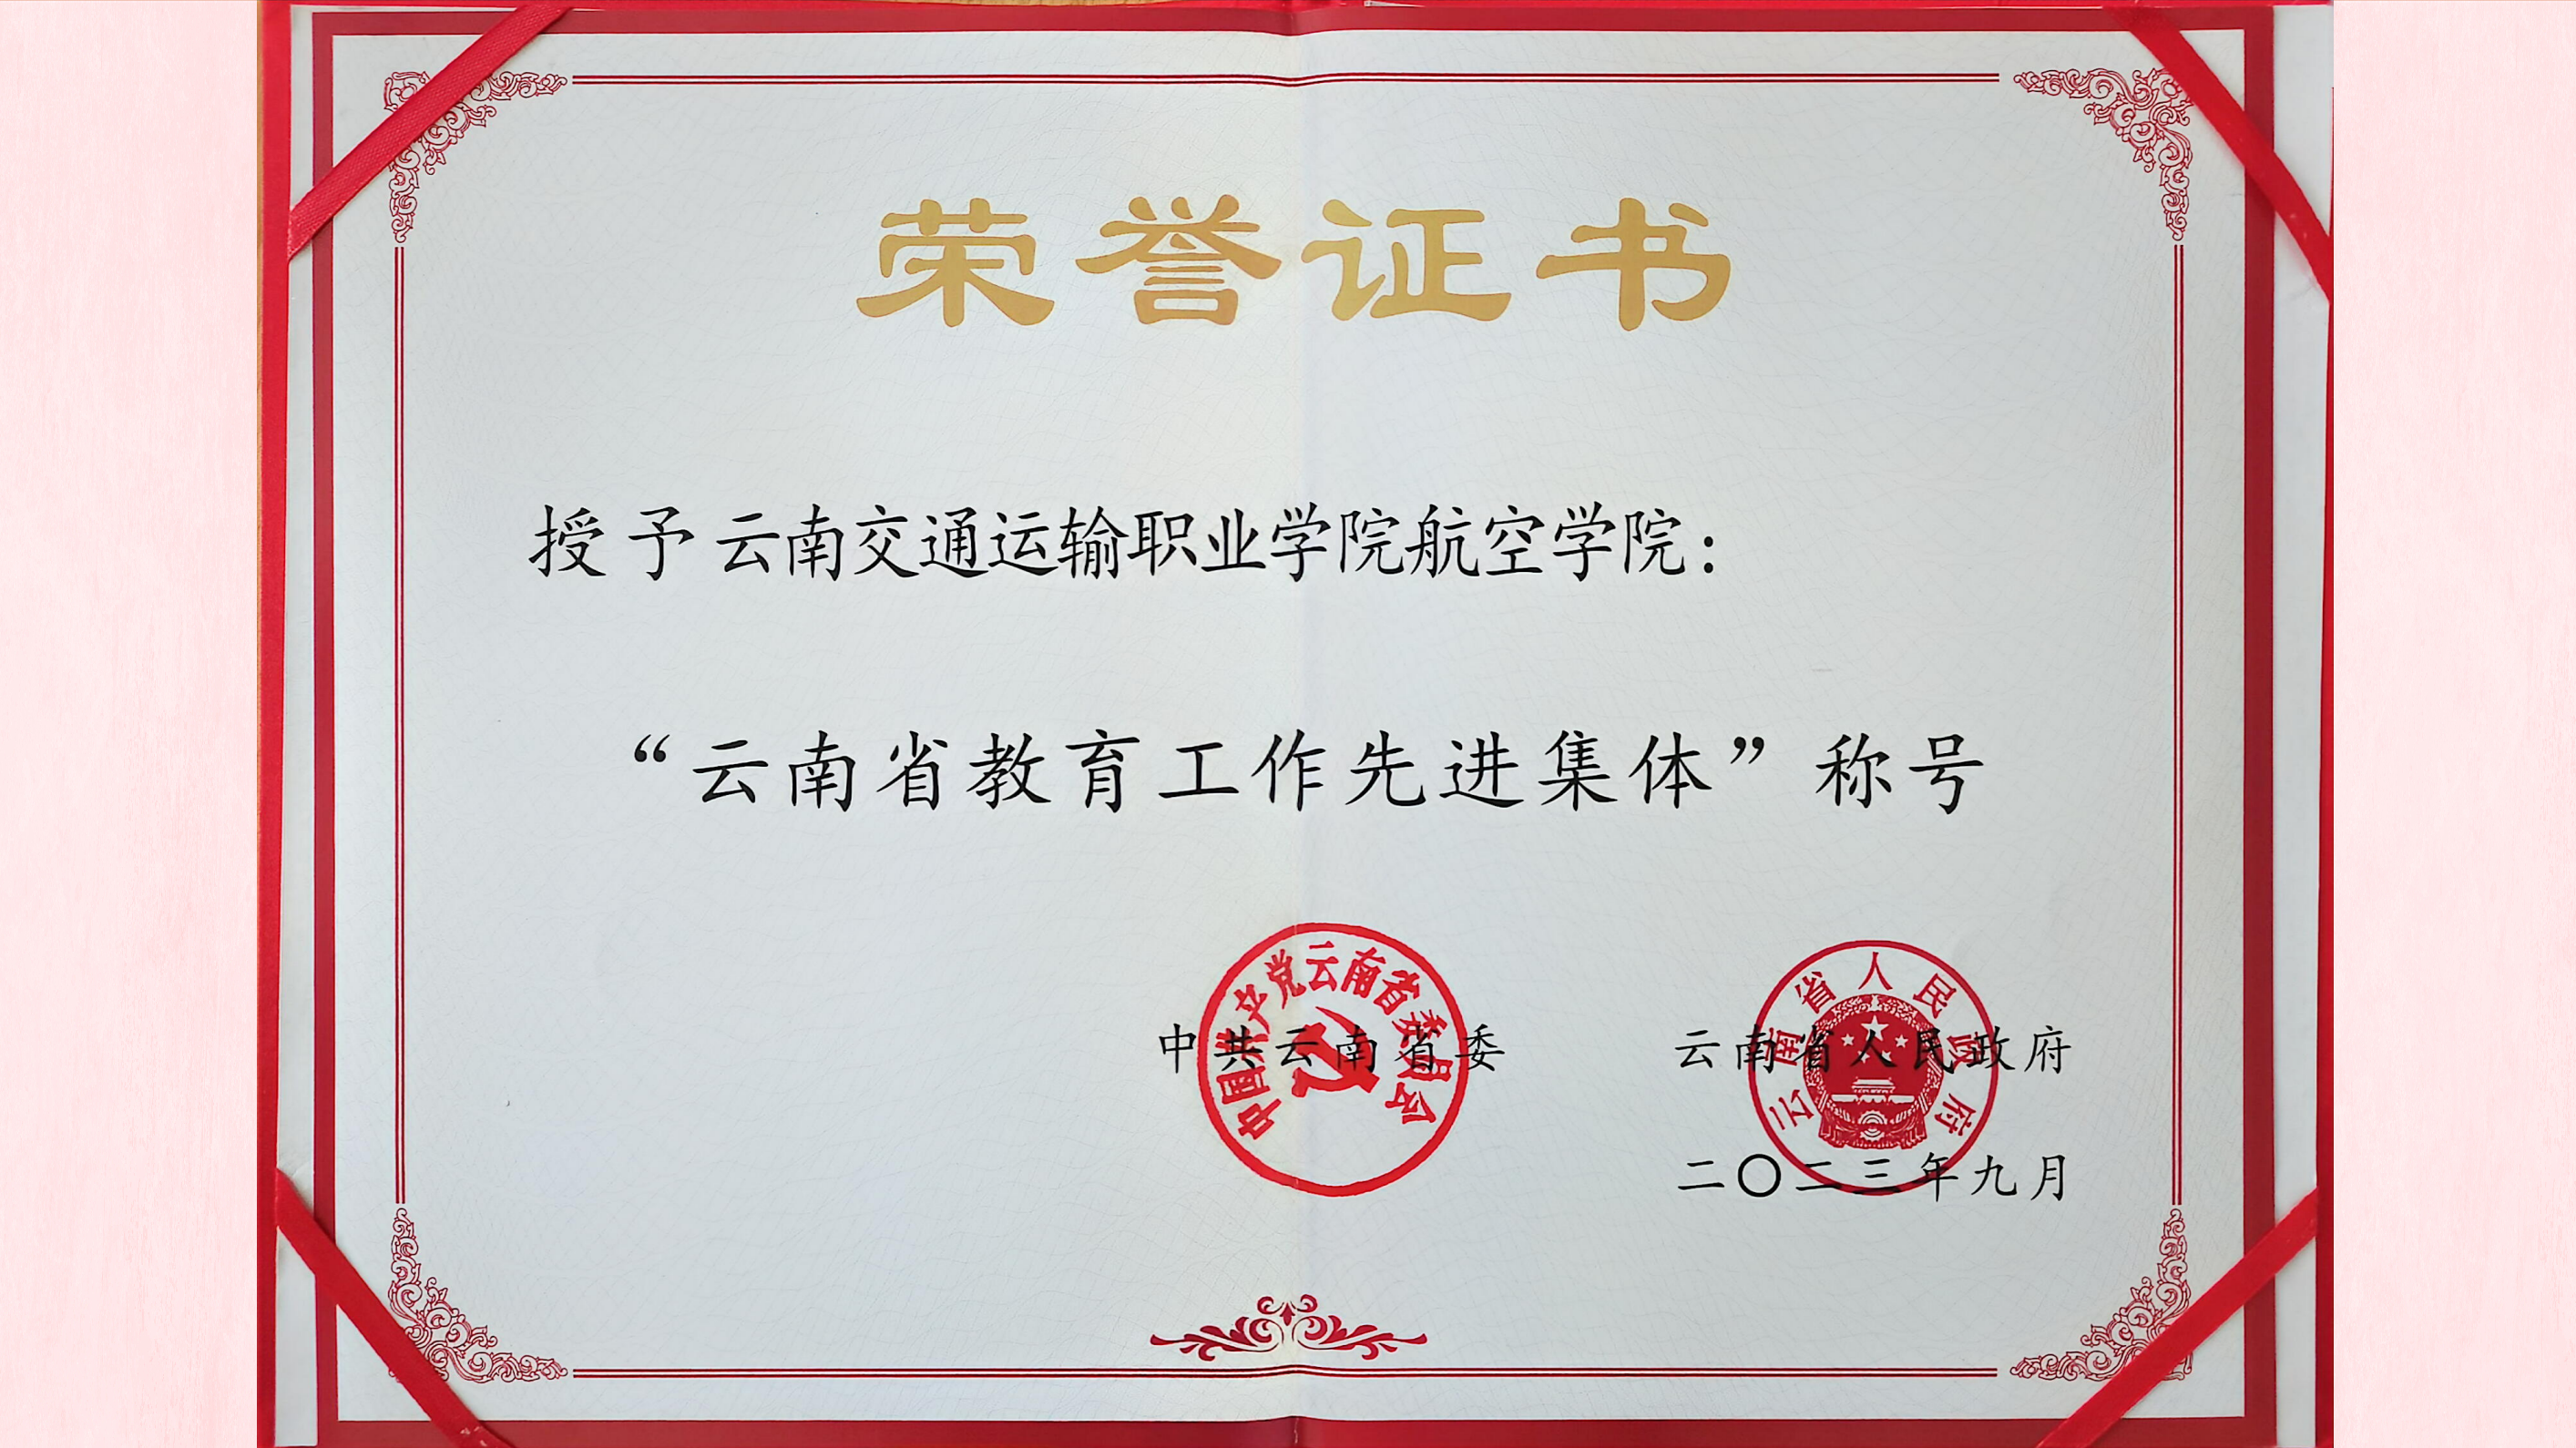 荣誉证书
授予云南交通运输职业学院航空学院：
“云南省教育工作先进集体”称号
中国共产党云南省委员会
中共云南省委
云南省人民政府
云南省人民政府
二〇二三年九月